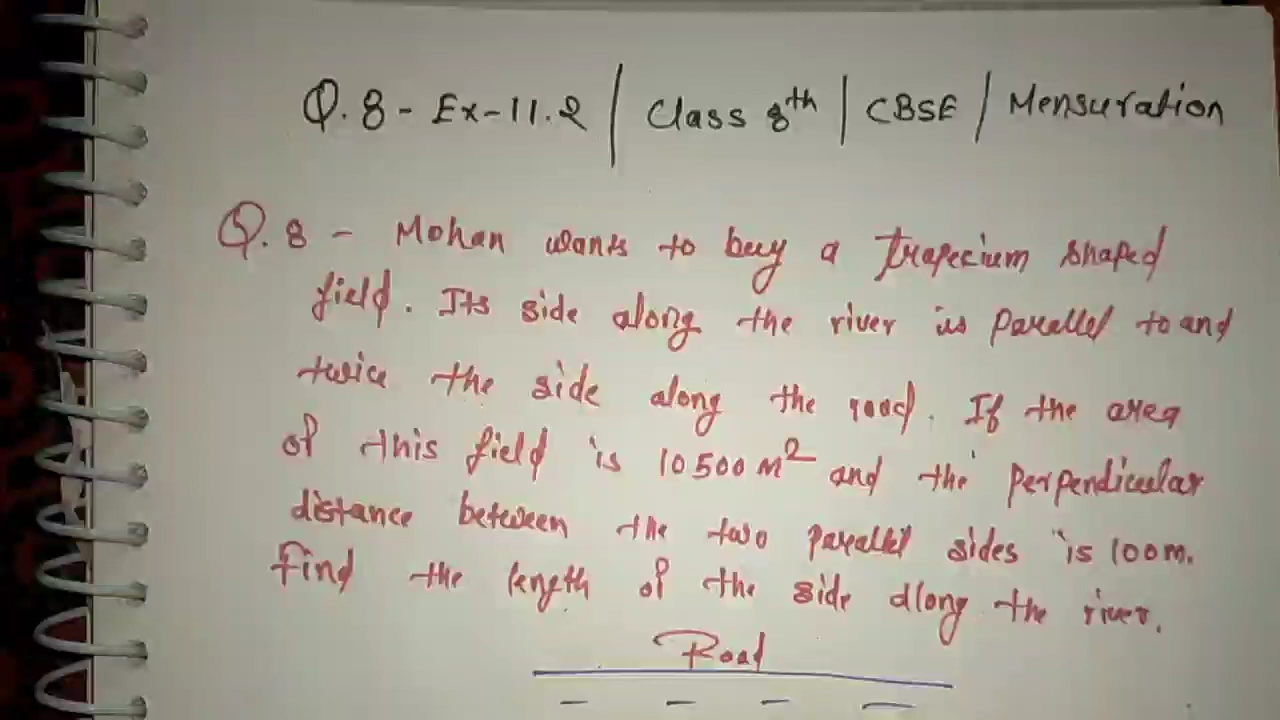 Q.8 - Ex-11.2 | Class 8th | CBSE | Mensuration
Q.8 - Mohan wants to buy a trapezium shaped
field. Its side along the river is parallel to and
twice the side along the road. If the area
of this field is 10500 m² and the perpendicular
distance between the two parallel sides is 100m.
Find the length of the side along the river.
Road